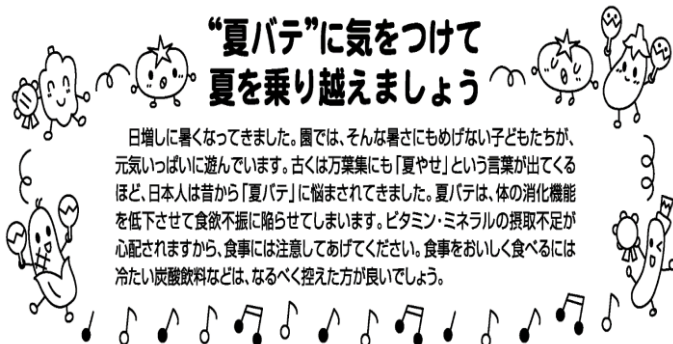 “夏バテ”に気をつけて
夏を乗り越えましょう
日増しに暑くなってきました。園では、そんな暑さにもめげない子どもたちが、
元気いっぱいに遊んでいます。古くは万葉集にも「夏やせ」という言葉が出てくる
ほど、日本人は昔から「夏バテ」に悩まされてきました。夏バテは、体の消化機能
を低下させて食欲不振に陥らせてしまいます。ビタミン・ミネラルの摂取不足が
心配されますから、食事には注意してあげてください。食事をおいしく食べるには
冷たい炭酸飲料などは、なるべく控えた方が良いでしょう。